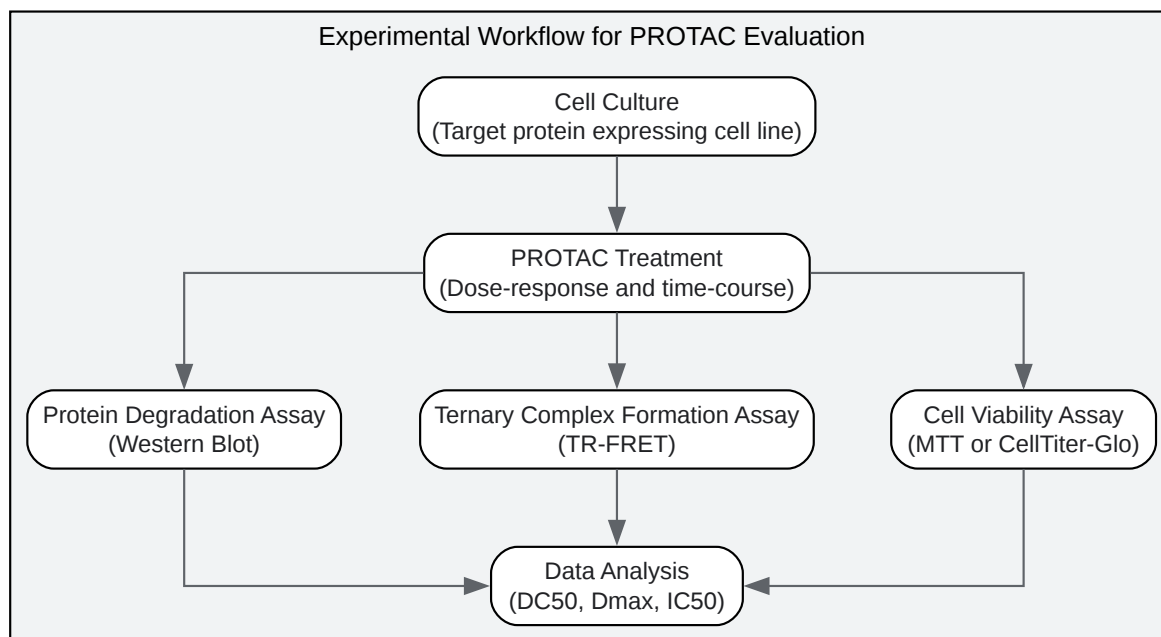 Experimental Workflow for PROTAC Evaluation
Cell Culture
(Target protein expressing cell line)
PROTAC Treatment
(Dose-response and time-course)
Protein Degradation Assay
(Western Blot)
Ternary Complex Formation Assay
(TR-FRET)
Cell Viability Assay
(MTT or CellTiter-Glo)
Data Analysis
(DC50, Dmax, IC50)